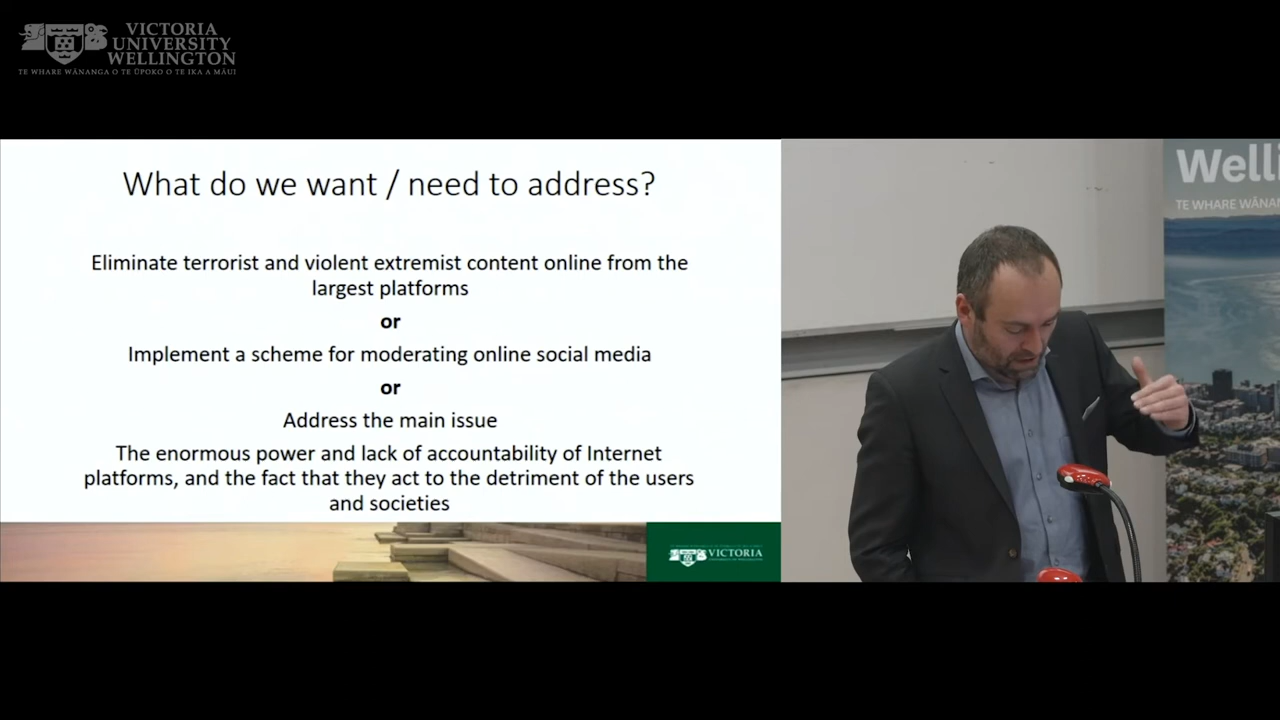 VICTORIA
UNIVERSITY
WELLINGTON
TE WHARE WĀNANGA O TE ŪPOKO O TE IKA A MĀUI
What do we want / need to address?
Eliminate terrorist and violent extremist content online from the
largest platforms
or
Implement a scheme for moderating online social media
or
Address the main issue
The enormous power and lack of accountability of Internet
platforms, and the fact that they act to the detriment of the users
and societies
VICTORIA
Welli
TE WHARE WĀNAN